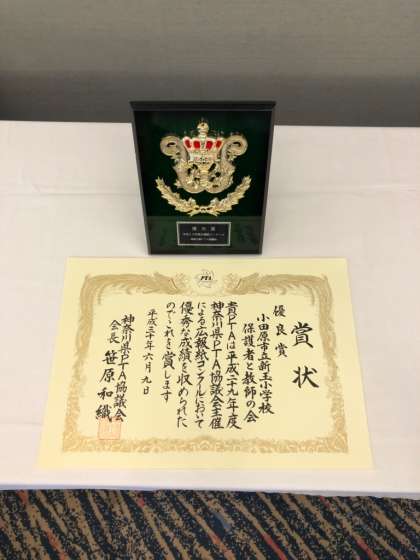 優良賞
賞状
優良賞
小田原市立新玉小学校
保護者と教師の会
貴PTAは平成二十九年度
神奈川県PTA協議会主催
による広報紙コンクールにおいて
優秀な成績を収められた
のでこれを賞します
平成三十年六月九日
神奈川県PTA協議会
会長 笹原和織